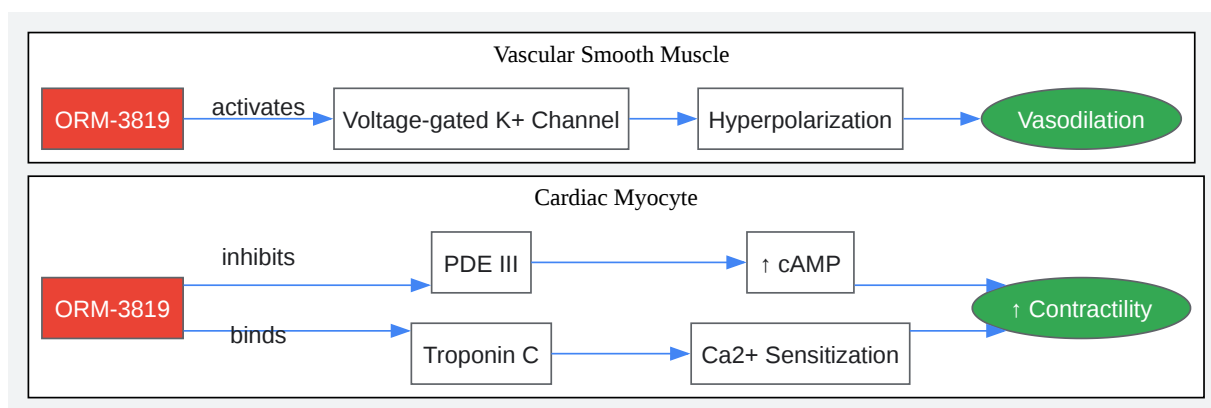 Vascular Smooth Muscle
ORM-3819
activates
Voltage-gated K+ Channel
Hyperpolarization
Vasodilation
Cardiac Myocyte
inhibits
PDE III
↑ cAMP
ORM-3819
↑ Contractility
binds
Troponin C
Ca2+ Sensitization